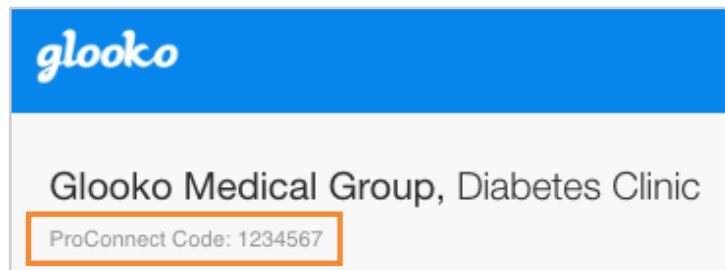 glooko
Glooko Medical Group, Diabetes Clinic
ProConnect Code: 1234567